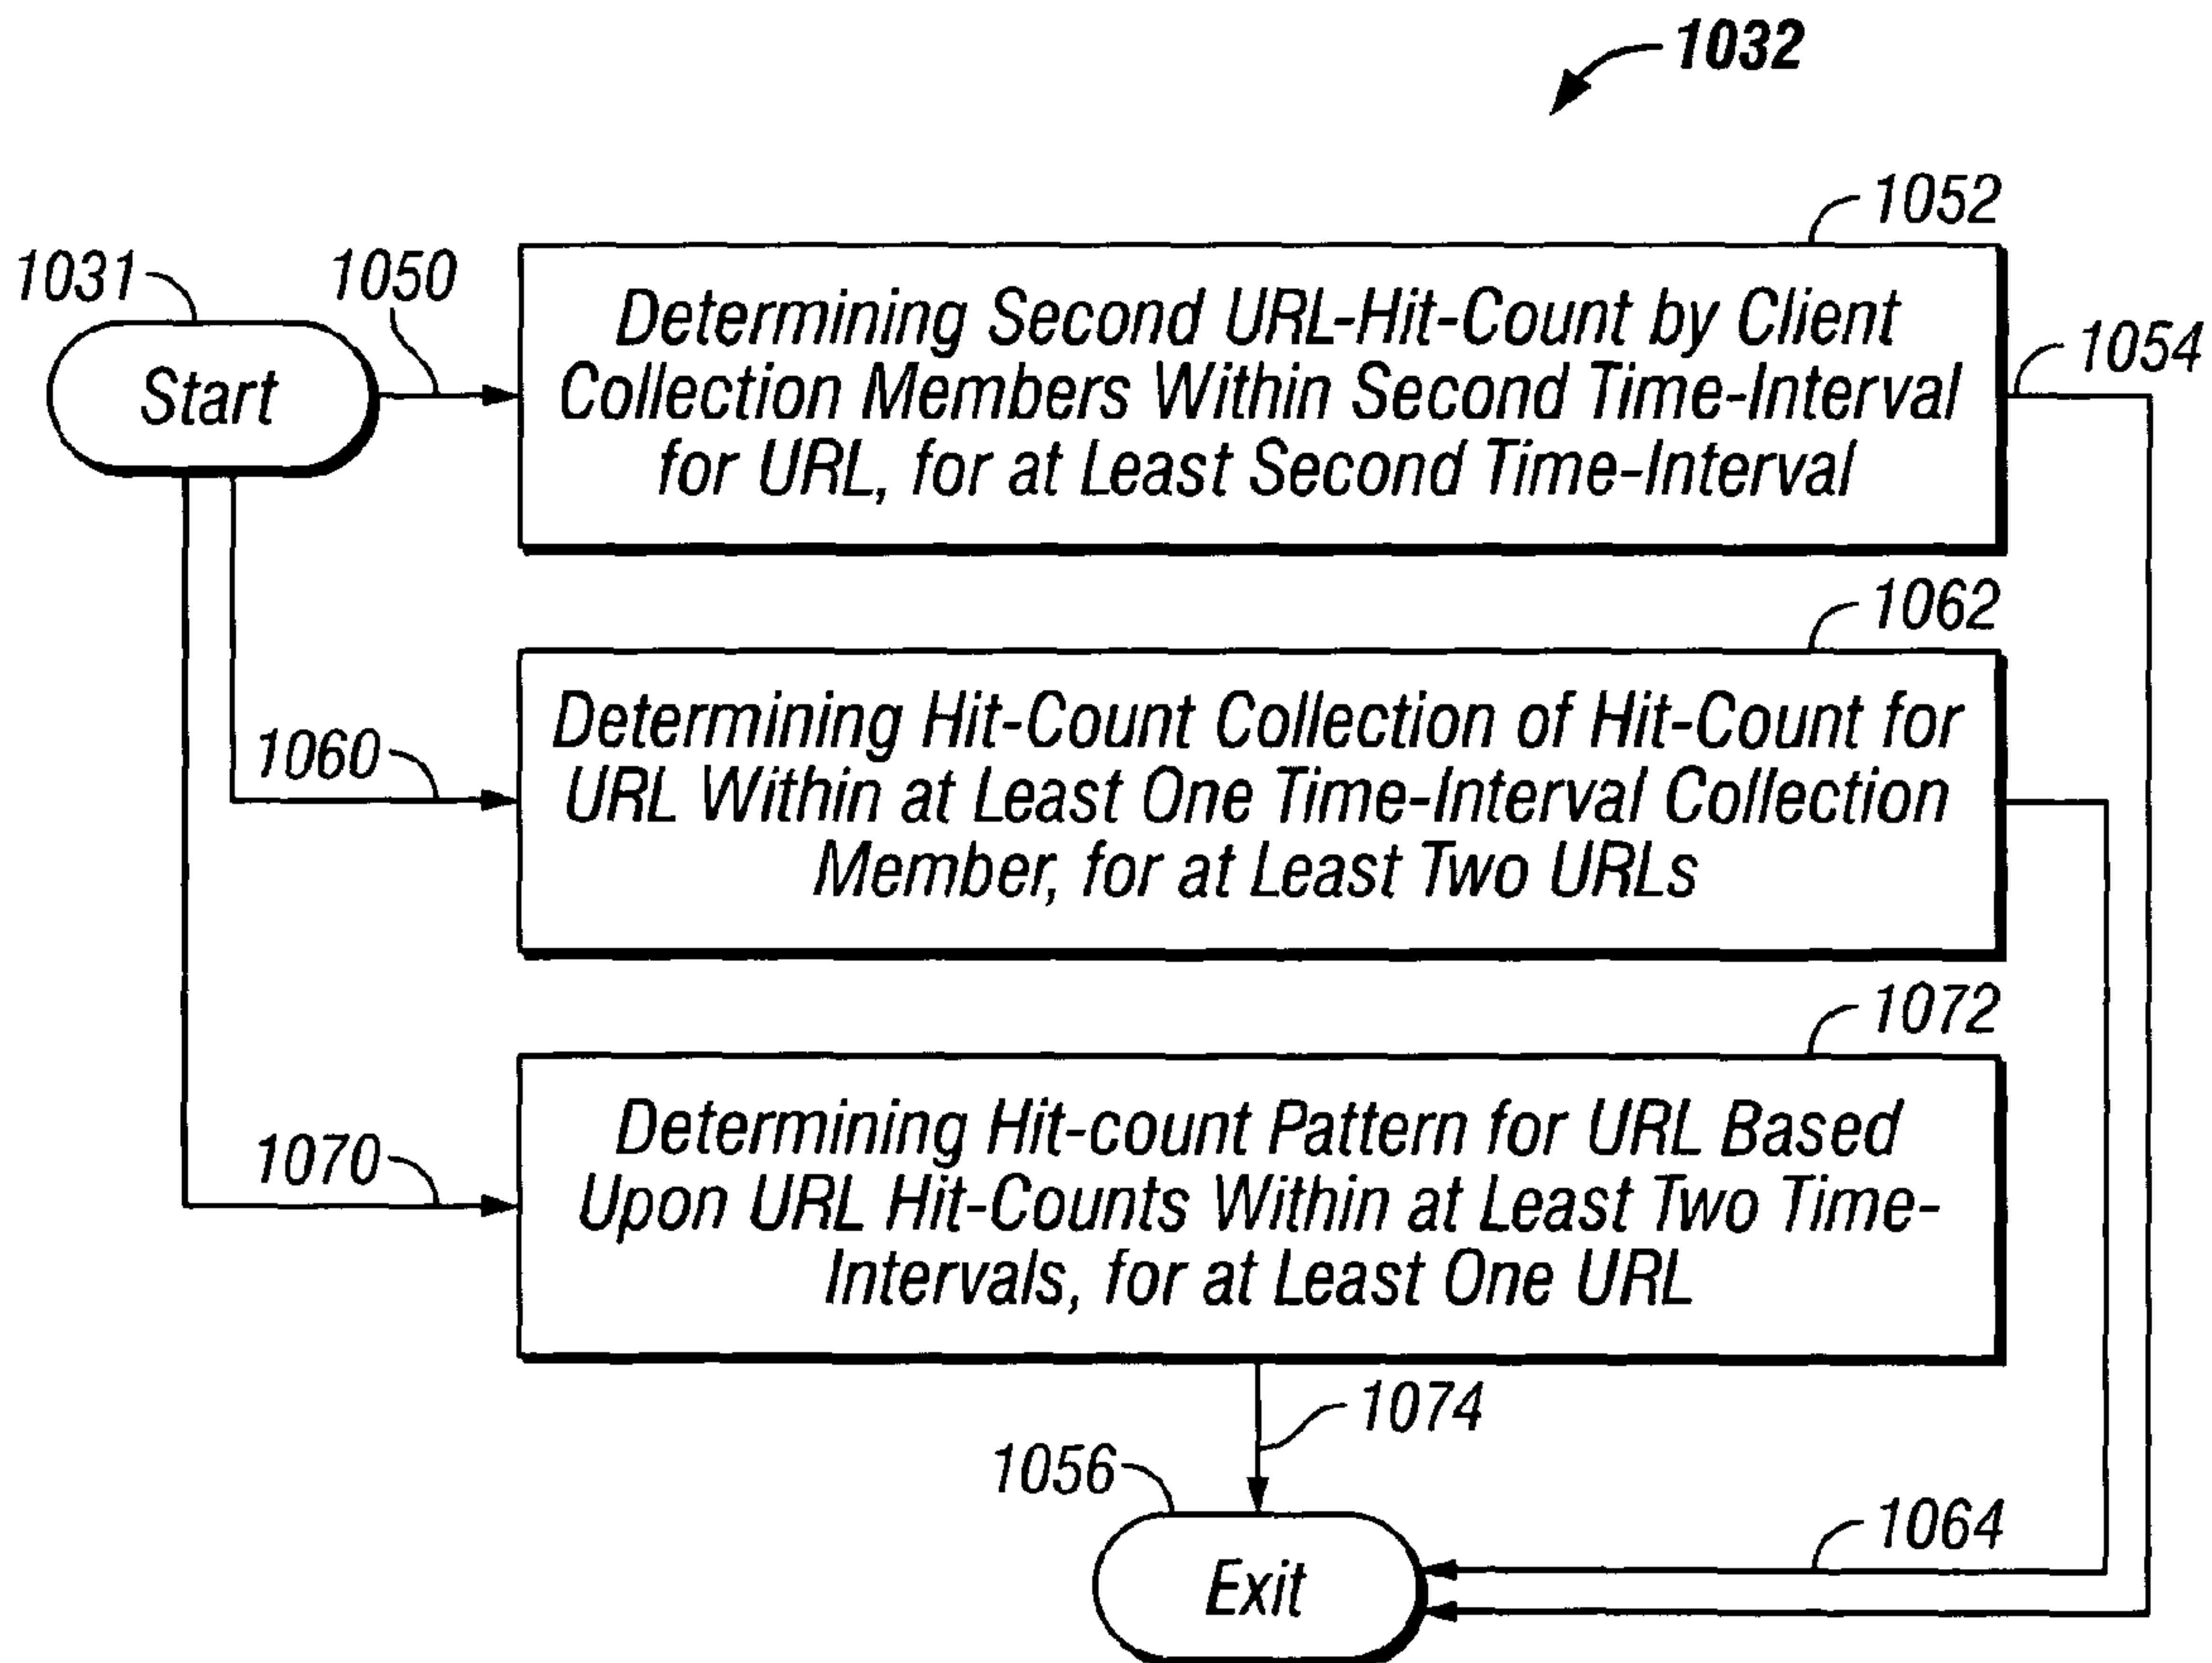 1032
1052
1031
1050
Start
Determining Second URL-Hit-Count by Client
Collection Members Within Second Time-Interval
for URL, for at Least Second Time-Interval
1054
1062
1060
Determining Hit-Count Collection of Hit-Count for
URL Within at Least One Time-Interval Collection
Member, for at Least Two URLs
1072
1070
Determining Hit-count Pattern for URL Based
Upon URL Hit-Counts Within at Least Two Time-
Intervals, for at Least One URL
1074
1056
1064
Exit